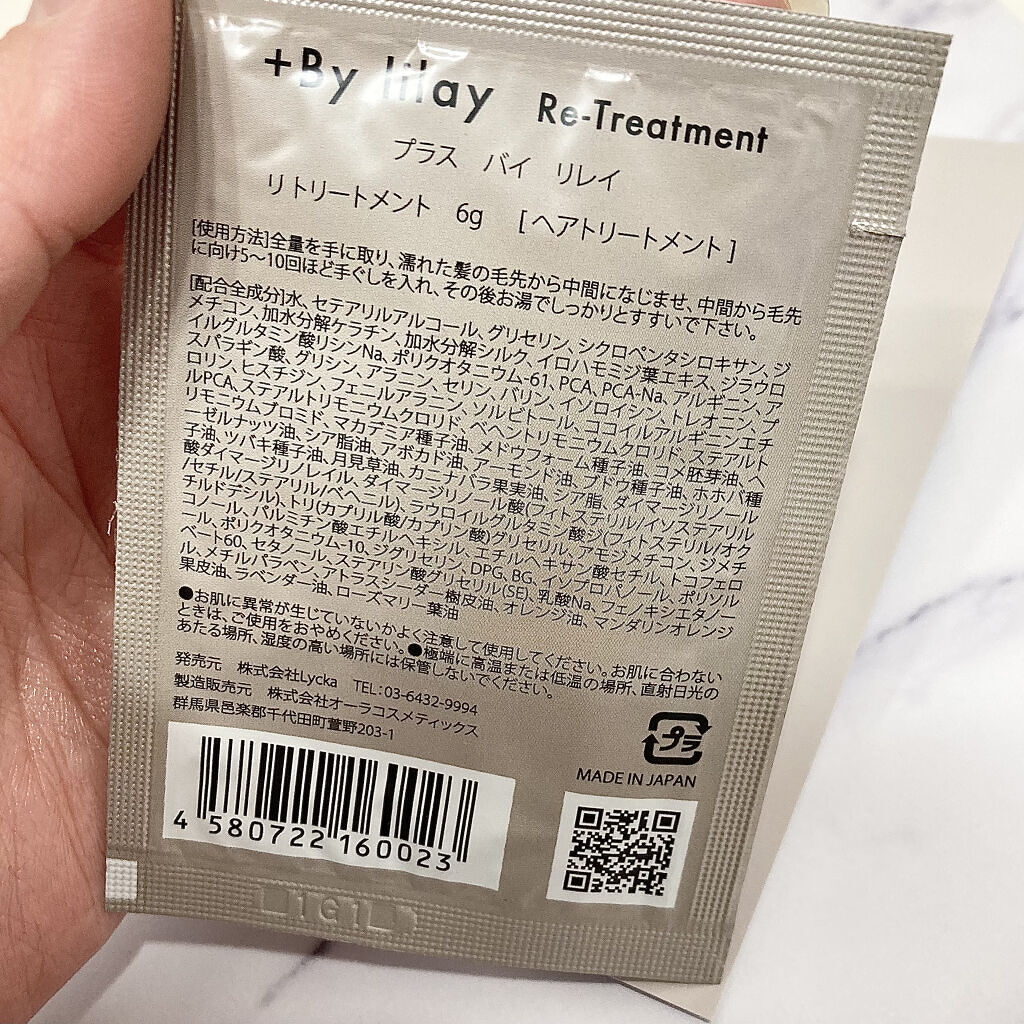 +By lilay Re-Treatment
プラス バイ リレイ
リトリートメント 6g [ヘアトリートメント]
[使用方法]全量を手に取り、濡れた髪の毛先から中間になじませ、中間から毛先
に向け5〜10回ほど手ぐしを入れ、その後お湯でしっかりとすすいで下さい。
[配合全成分]水、セテアリルアルコール、グリセリン、シクロペンタシロキサン、ジ
メチコン、加水分解ケラチン、加水分解シルク、イロハモミジ葉エキス、ジラウロ
イルグルタミン酸リシンNa、ポリクオタニウム-61、PCA、PCA-Na、アルギニン、ア
スパラギン酸、グリシン、アラニン、セリン、バリン、イソロイシン、トレオニン、プ
ロリン、ヒスチジン、フェニルアラニン、ソルビトール、ココイルアルギニンエチ
ルPCA、ステアルトリモニウムクロリド、ベヘントリモニウムクロリド、ステアルト
リモニウムブロミド、マカデミア種子油、メドウフォーム種子油、コメ胚芽油、ヘ
ーゼルナッツ油、シア脂油、アボカド油、アーモンド油、ブドウ種子油、ホホバ種
子油、ツバキ種子油、月見草油、カニナバラ果実油、シア脂、ダイマージリノール
酸ダイマージリノレイル、ダイマージリノール酸(フィトステリル/イソステアリル
/セチル/ステアリル/ベヘニル)、ラウロイルグルタミン酸ジ(フィトステリル/オク
チルドデシル)、トリ(カプリル酸/カプリン酸)グリセリル、アモジメチコン、ジメチ
コノール、パルミチン酸エチルヘキシル、エチルヘキサン酸セチル、トコフェロ
ール、ポリクオタニウム-10、ジグリセリン、DPG、BG、イソプロパノール、ポリソル
ベート60、セタノール、ステアリン酸グリセリル(SE)、乳酸Na、フェノキシエタノー
ル、メチルパラベン、アトラスシーダー樹皮油、オレンジ油、マンダリンオレンジ
果皮油、ラベンダー油、ローズマリー葉油
●お肌に異常が生じていないかよく注意して使用してください。お肌に合わない
ときは、ご使用をおやめください。●極端に高温または低温の場所、直射日光の
あたる場所、湿度の高い場所には保管しないでください。
発売元 株式会社Lycka TEL:03-6432-9994
製造販売元 株式会社オーラコスメティックス
群馬県邑楽郡千代田町萱野203-1
プラ
MADE IN JAPAN
4 580722 160023